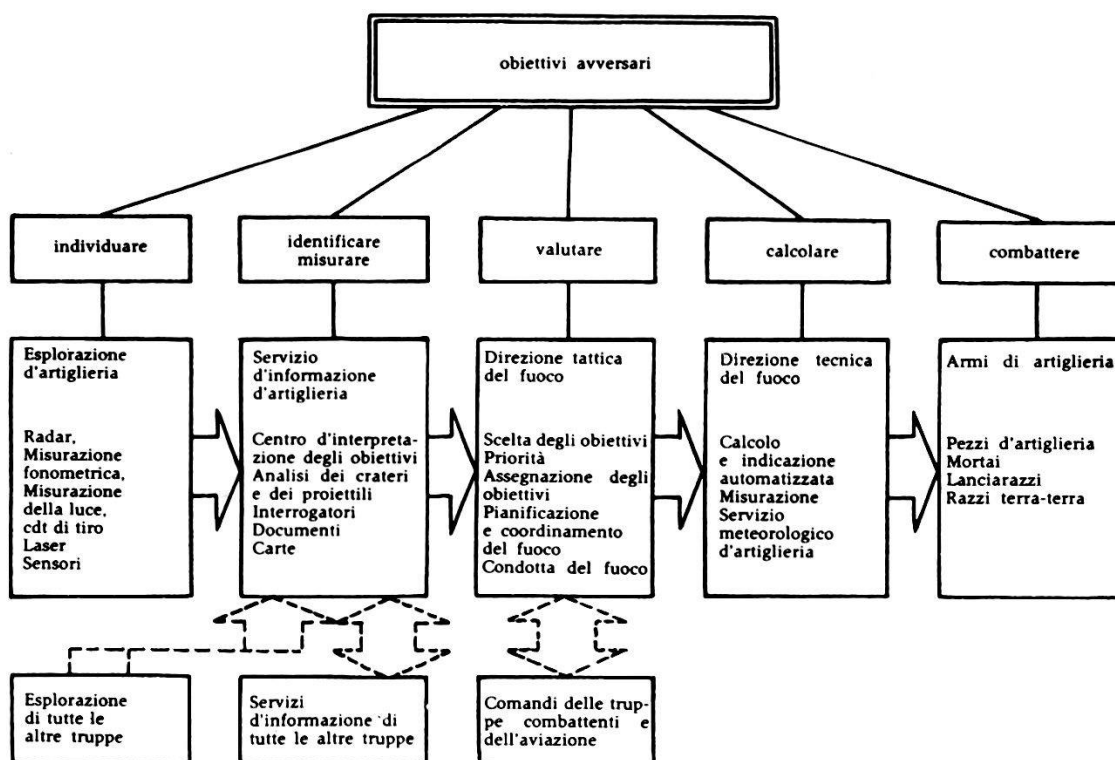 obiettivi avversari
individuare
identificare
misurare
valutare
calcolare
combattere
Esplorazione
d'artiglieria
Radar,
Misurazione
fonometrica,
Misurazione
della luce,
cdt di tiro
Laser
Sensori
Servizio
d'informazione
d'artiglieria
Centro d'interpreta-
zione degli obiettivi
Analisi dei crateri
e dei proiettili
Interrogatori
Documenti
Carte
Direzione tattica
del fuoco
Scelta degli obiettivi
Priorità
Assegnazione degli
obiettivi
Pianificazione
e coordinamento
del fuoco
Condotta del fuoco
Direzione tecnica
del fuoco
Calcolo
e indicazione
automatizzata
Misurazione
Servizio
meteorologico
d'artiglieria
Armi di artiglieria
Pezzi d'artiglieria
Mortai
Lanciarazzi
Razzi terra-terra
Esplorazione
di tutte le
altre truppe
Servizi
d'informazione di
tutte le altre truppe
Comandi delle trup-
pe combattenti e
dell'aviazione